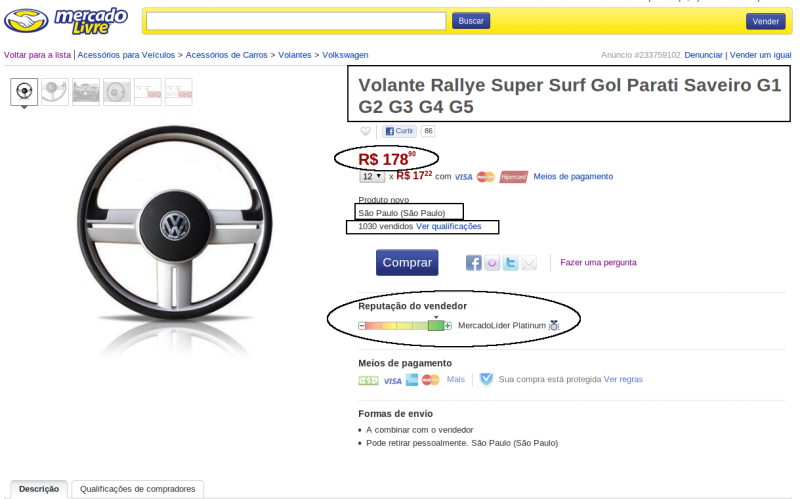 mercado
Livre
Buscar
Vender
Voltar para a lista | Acessórios para Veículos > Acessórios de Carros > Volantes > Volkswagen
Anúncio #233759102 Denunciar | Vender um igual
Volante Rallye Super Surf Gol Parati Saveiro G1
G2 G3 G4 G5
Curtir 86
R$ 178 90
12 x R$ 17 22 com VISA Hipercard Meios de pagamento
Produto novo
São Paulo (São Paulo)
1030 vendidos Ver qualificações
Comprar
Fazer uma pergunta
Reputação do vendedor
MercadoLíder Platinum
Meios de pagamento
VISA Mais Sua compra está protegida Ver regras
Formas de envio
• A combinar com o vendedor
• Pode retirar pessoalmente. São Paulo (São Paulo)
Descrição Qualificações de compradores